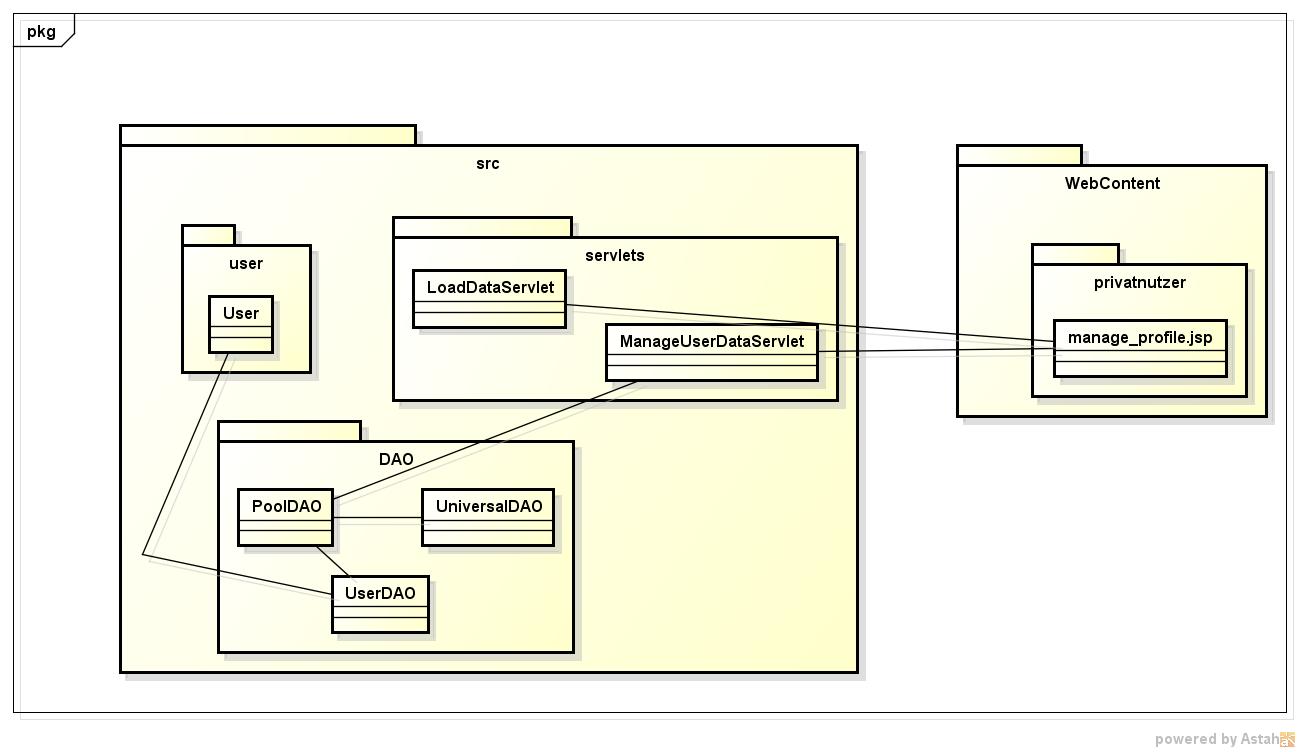 pkg
src
WebContent
user
servlets
privatnutzer
User
LoadDataServlet
ManageUserDataServlet
manage_profile.jsp
DAO
PoolDAO
UniversalDAO
UserDAO
powered by Astah